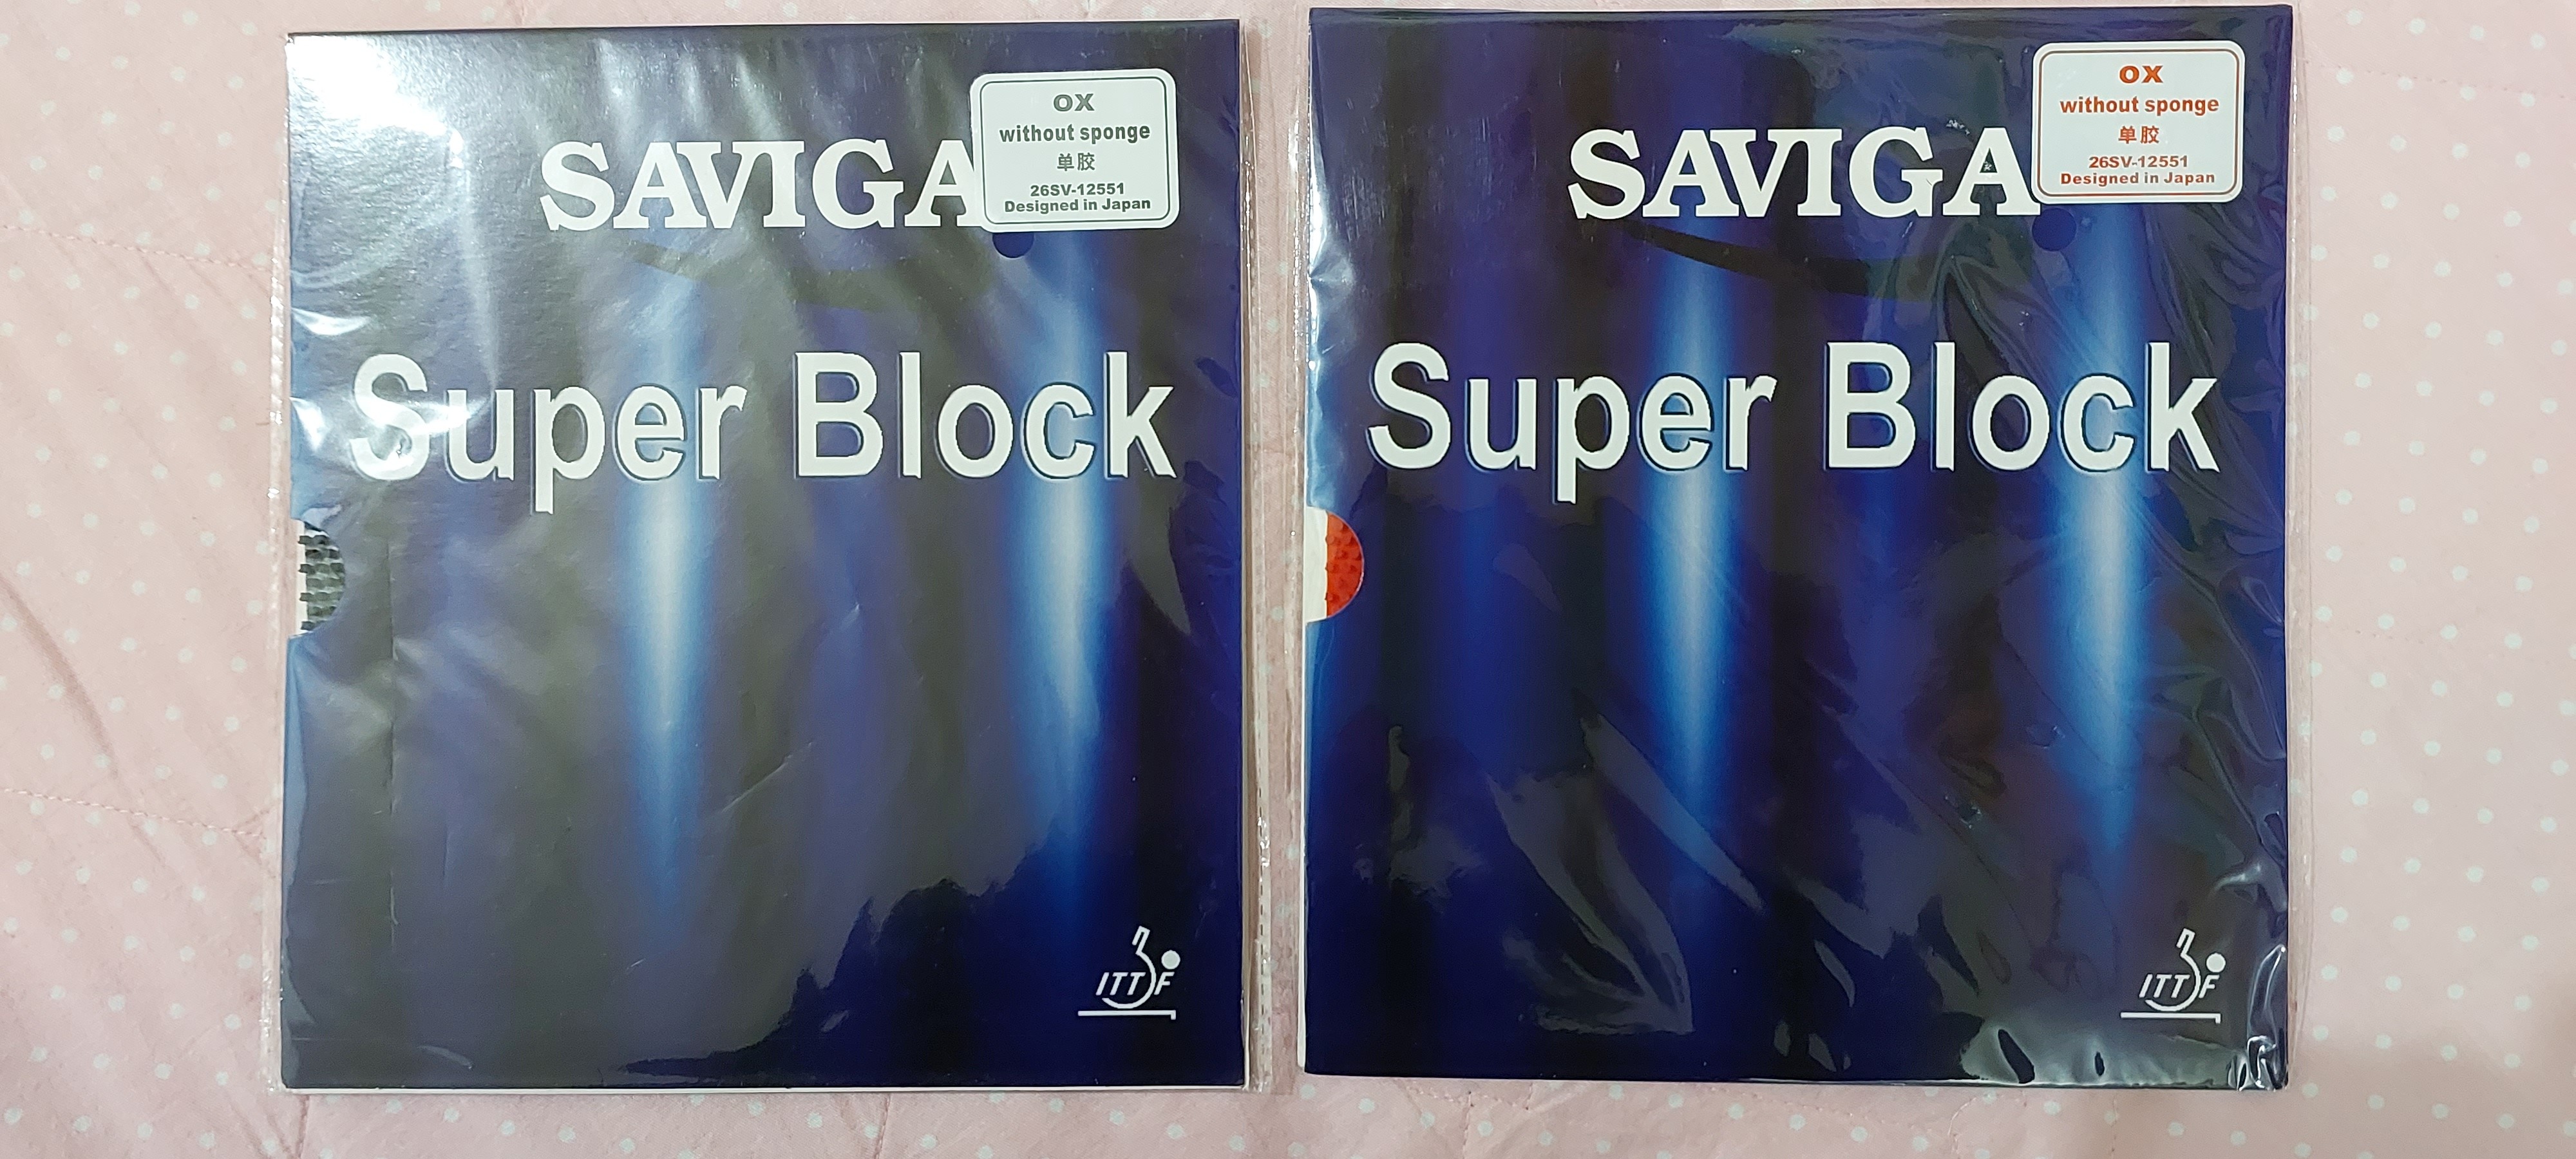 SAVIGA
OX
without sponge
单胶
26SV-12551
Designed in Japan
Super Block
ITTF
SAVIGA
OX
without sponge
单胶
26SV-12551
Designed in Japan
Super Block
ITTF